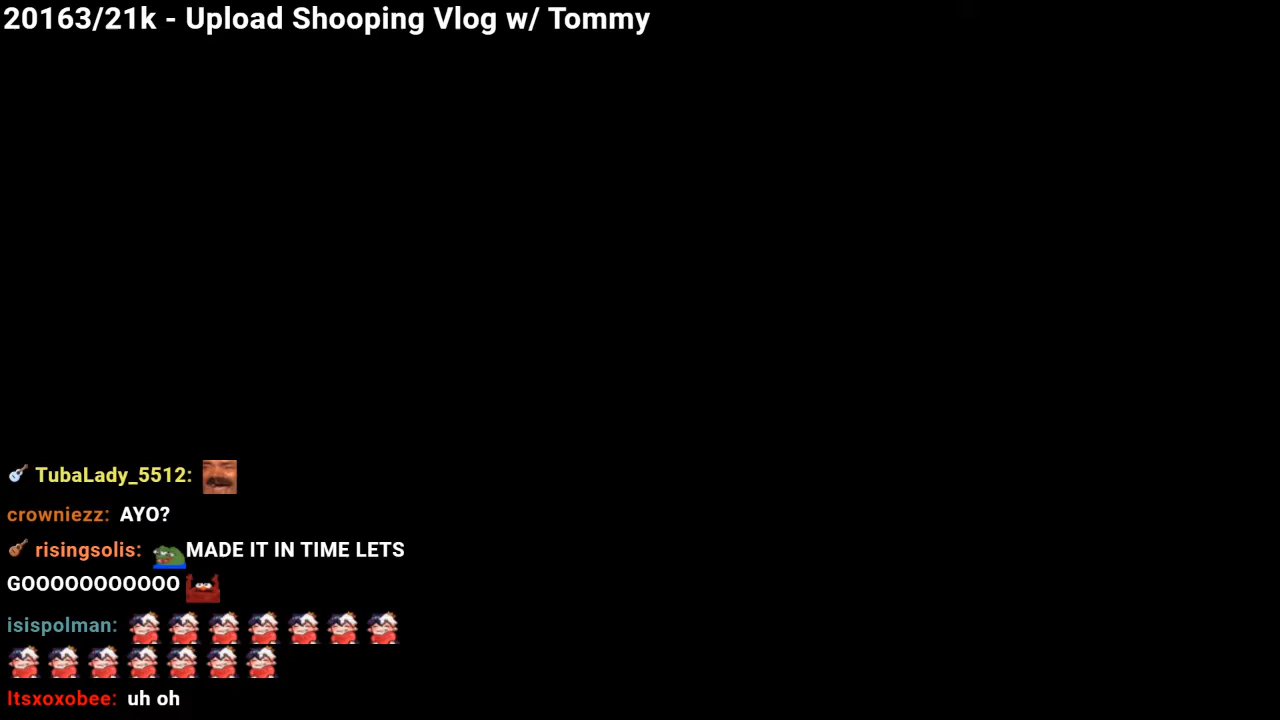 20163/21k - Upload Shooping Vlog w/ Tommy
TubaLady_5512:
crowniezz: AYO?
risingsolis: MADE IT IN TIME LETS
GOOOOOOOOOOO
isispolman:
Itsxoxobee: uh oh